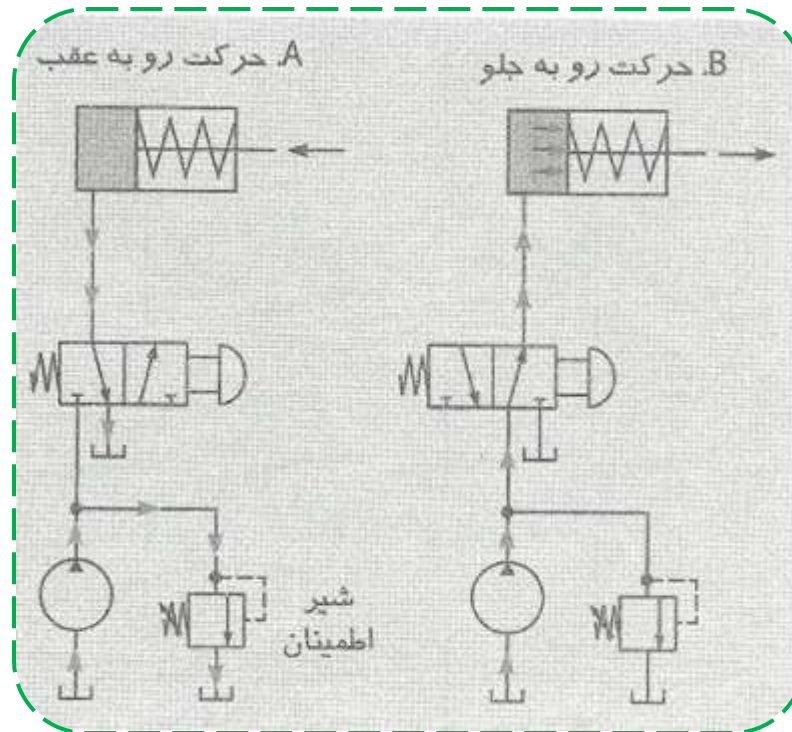 A. حرکت رو به عقب
B. حرکت رو به جلو
شیر
اطمینان